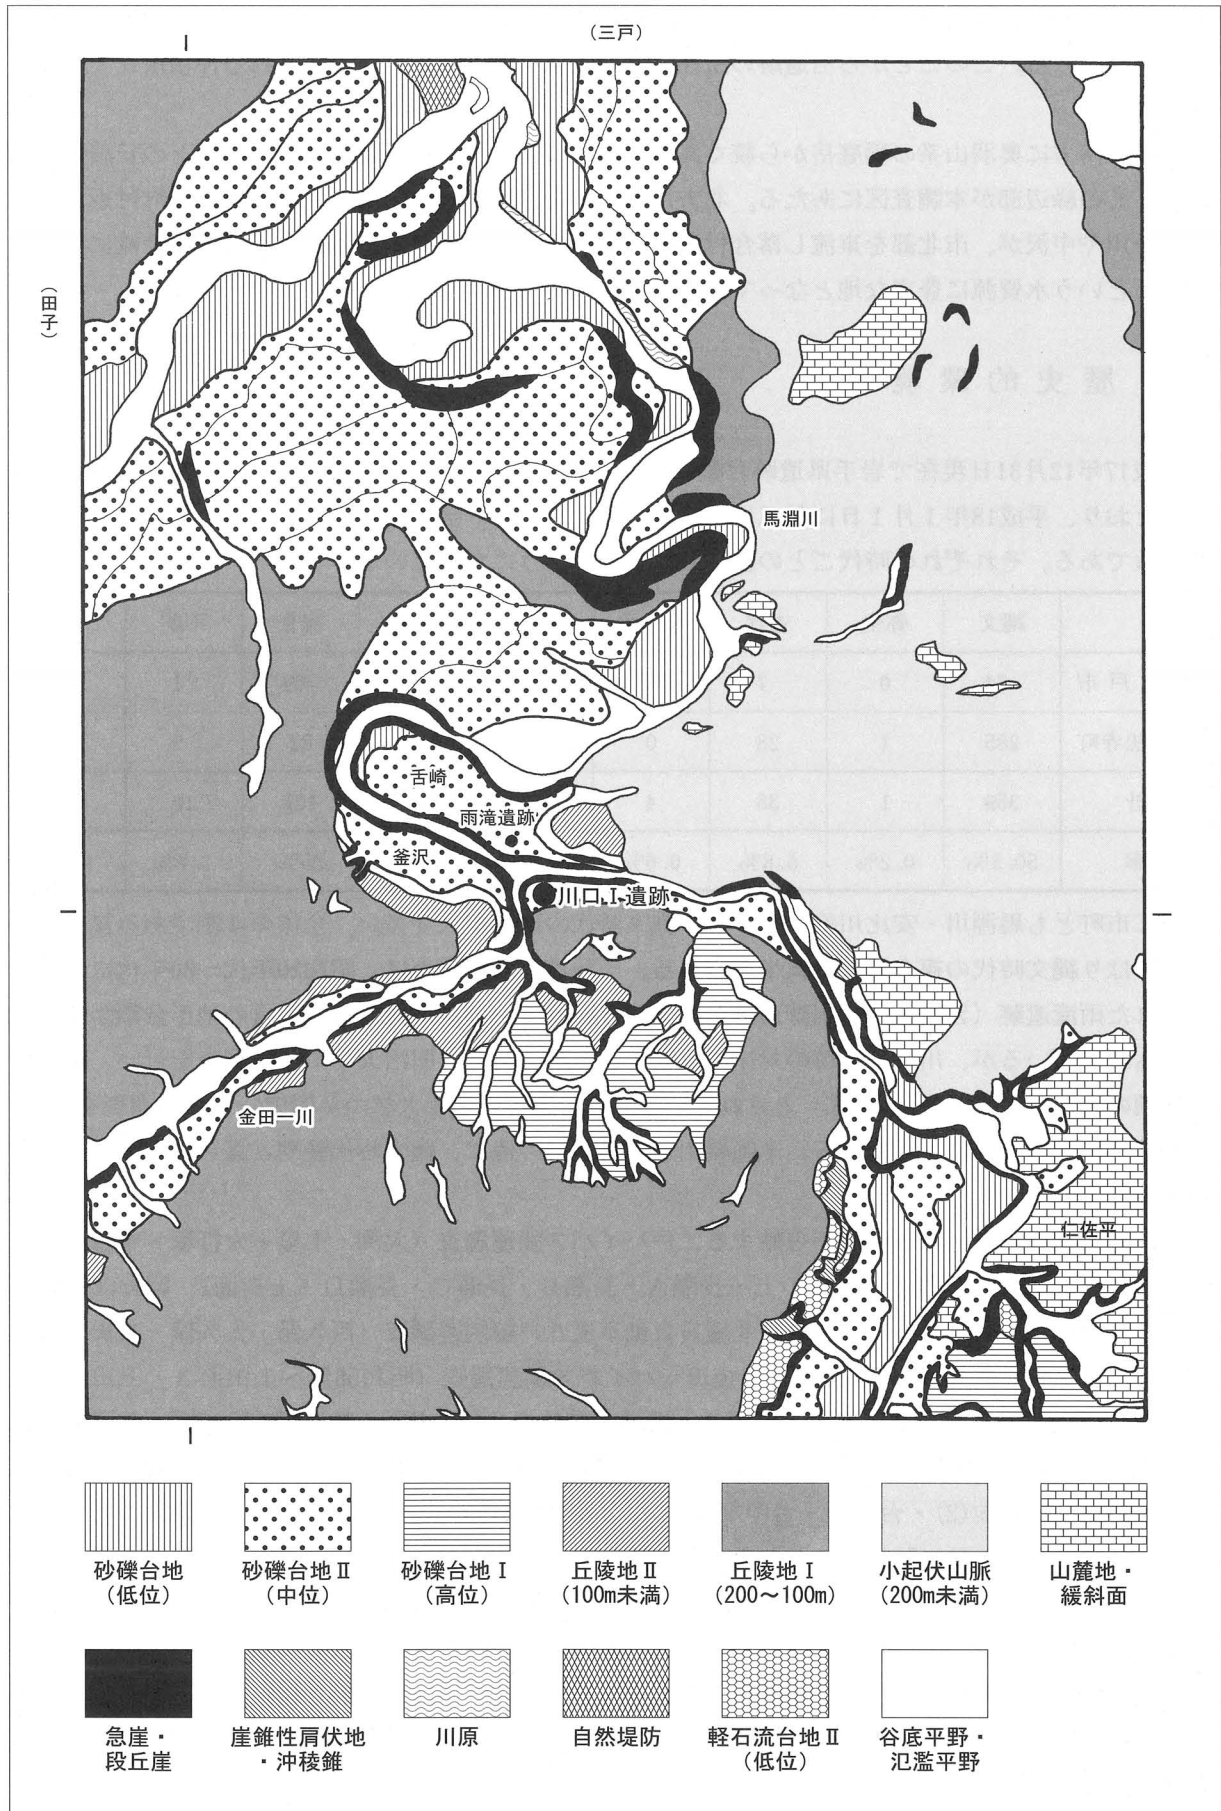 (三戸)
(田子)
馬淵川
舌崎
雨滝遺跡
釜沢
川口Ⅰ遺跡
金田一川
仁佐平
砂礫台地
(低位)
砂礫台地Ⅱ
(中位)
砂礫台地Ⅰ
(高位)
丘陵地Ⅱ
(100m未満)
丘陵地Ⅰ
(200〜100m)
小起伏山脈
(200m未満)
山麓地・
緩斜面
急崖・
段丘崖
崖錐性肩伏地
・沖稜錐
川原
自然堤防
軽石流台地Ⅱ
(低位)
谷底平野・
氾濫平野